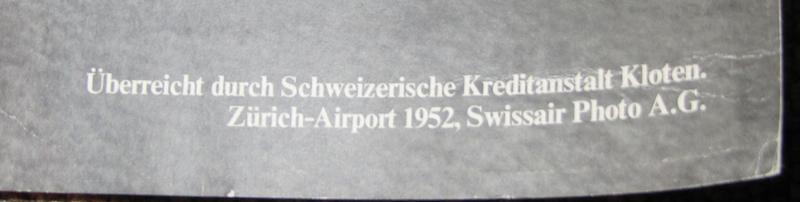 Überreicht durch Schweizerische Kreditanstalt Kloten.
Zürich-Airport 1952, Swissair Photo A.G.